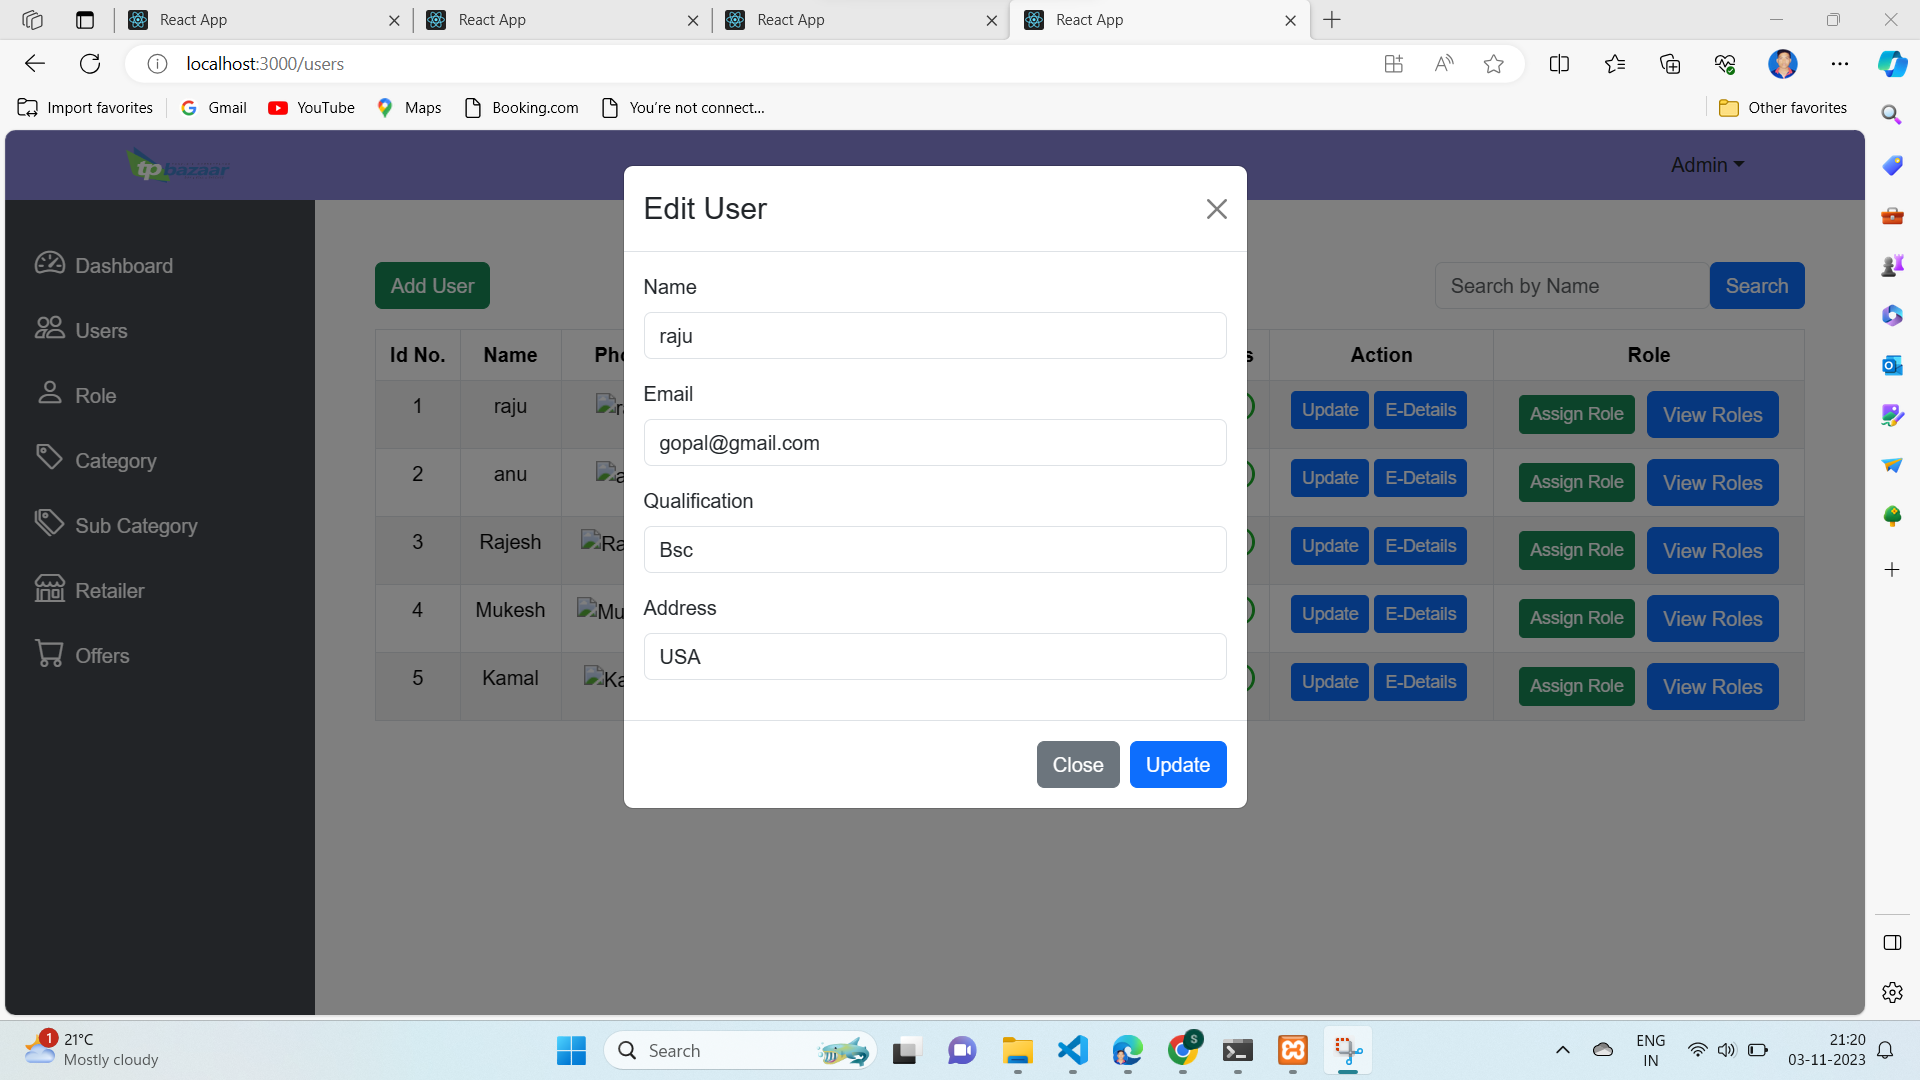 React App
React App
React App
React App
localhost:3000/users
Import favorites
Gmail
YouTube
Maps
Booking.com
You're not connect...
Other favorites
tpbazaar
Admin
Dashboard
Users
Role
Category
Sub Category
Retailer
Offers
Add User
Search by Name
Search
Id No. Name Pho s Action Role
1 raju r Update E-Details Assign Role View Roles
2 anu a Update E-Details Assign Role View Roles
3 Rajesh Ra Update E-Details Assign Role View Roles
4 Mukesh Mu Update E-Details Assign Role View Roles
5 Kamal Ka Update E-Details Assign Role View Roles
Edit User
Name
raju
Email
gopal@gmail.com
Qualification
Bsc
Address
USA
Close
Update
1
21°C
Mostly cloudy
Search
S
ENG
IN
21:20
03-11-2023